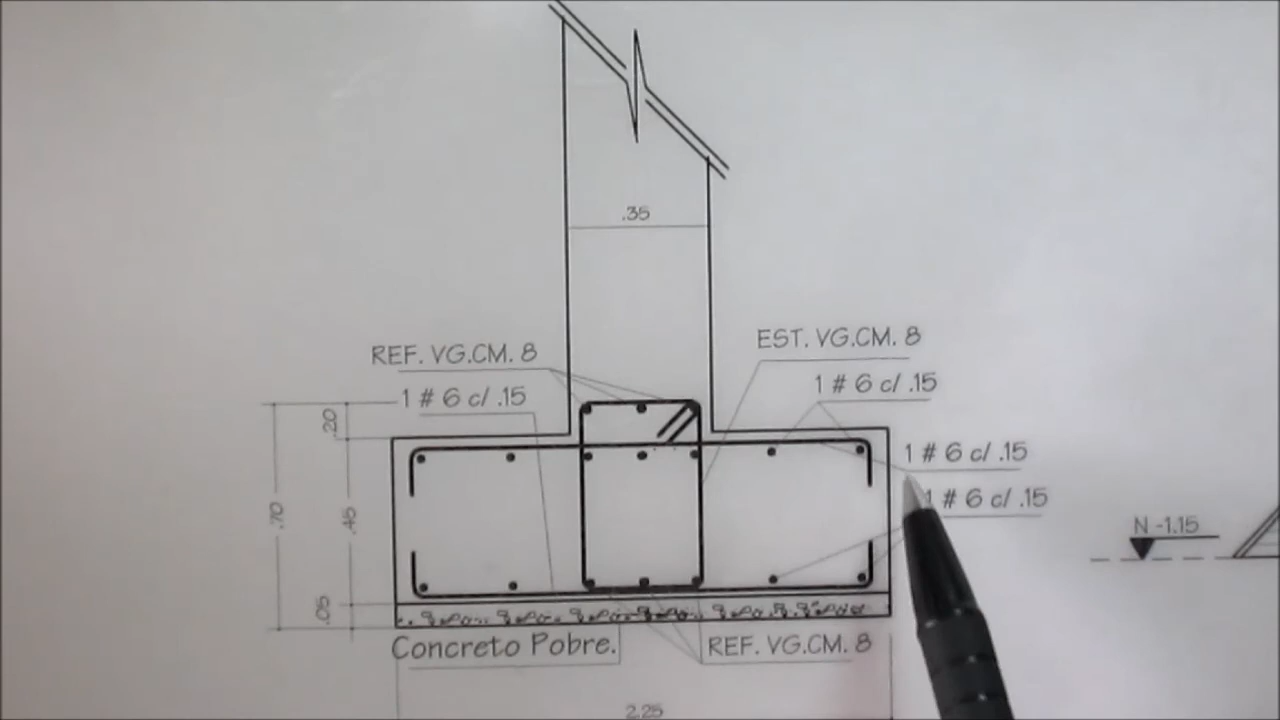 .35
EST. VG.CM. 8
REF. VG.CM. 8
1 # 6 c/ .15
1 # 6 c/ .15
.20
1 # 6 c/ .15
1 # 6 c/ .15
.70
.45
N -1.15
.05
Concreto Pobre.
REF. VG.CM. 8
2.25